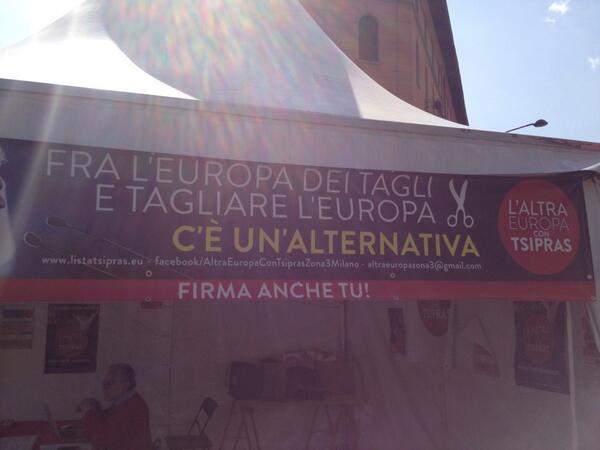 FRA L'EUROPA DEI TAGLI
E TAGLIARE L'EUROPA
C'È UN'ALTERNATIVA
www.listatsipras.eu - facebook/AltraEuropaConTsiprasZona3Milano - altraeuropazona3@gmail.com
FIRMA ANCHE TU!
L'ALTRA
EUROPA
CON
TSIPRAS